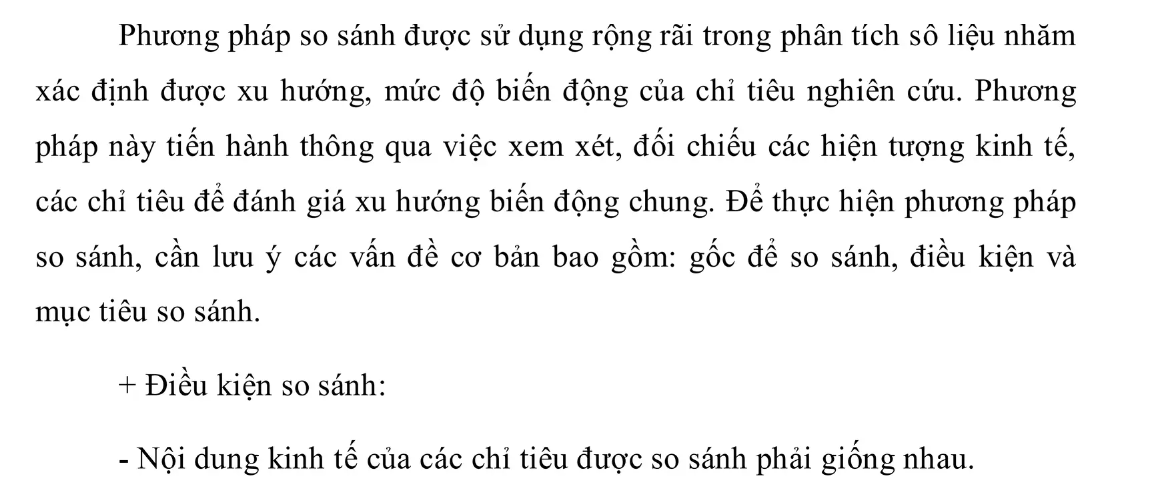 Phương pháp so sánh được sử dụng rộng rãi trong phân tích sô liệu nhăm
xác định được xu hướng, mức độ biến động của chỉ tiêu nghiên cứu. Phương
pháp này tiến hành thông qua việc xem xét, đối chiếu các hiện tượng kinh tế,
các chỉ tiêu để đánh giá xu hướng biến động chung. Để thực hiện phương pháp
so sánh, cần lưu ý các vấn đề cơ bản bao gồm: gốc để so sánh, điều kiện và
mục tiêu so sánh.
+ Điều kiện so sánh:
- Nội dung kinh tế của các chỉ tiêu được so sánh phải giống nhau.